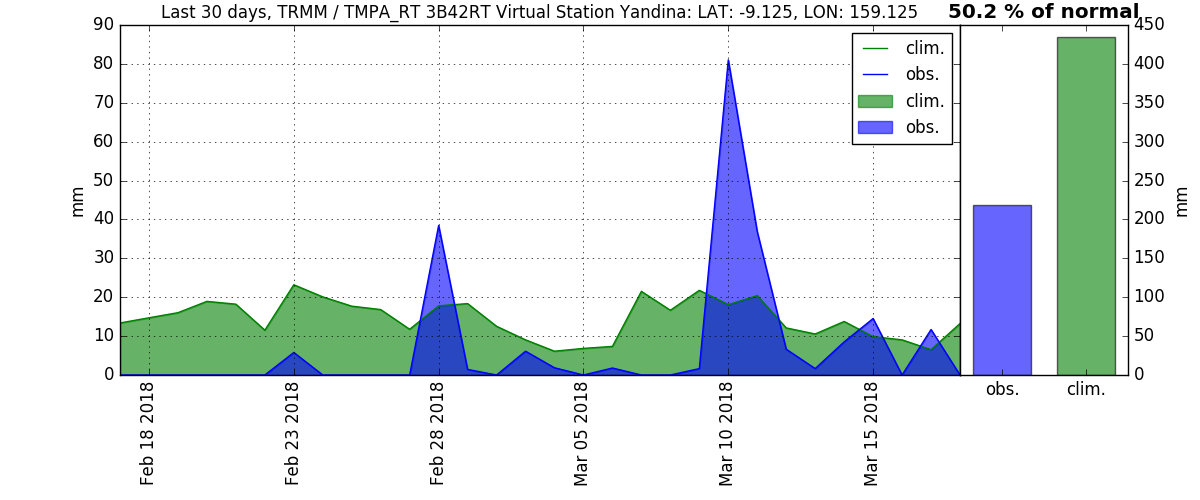 Last 30 days, TRMM / TMPA_RT 3B42RT Virtual Station Yandina: LAT: -9.125, LON: 159.125
50.2 % of normal
90
80
70
60
50
40
30
20
10
0
mm
clim.
obs.
clim.
obs.
450
400
350
300
250
200
150
100
50
0
mm
obs.
clim.
Feb 18 2018
Feb 23 2018
Feb 28 2018
Mar 05 2018
Mar 10 2018
Mar 15 2018